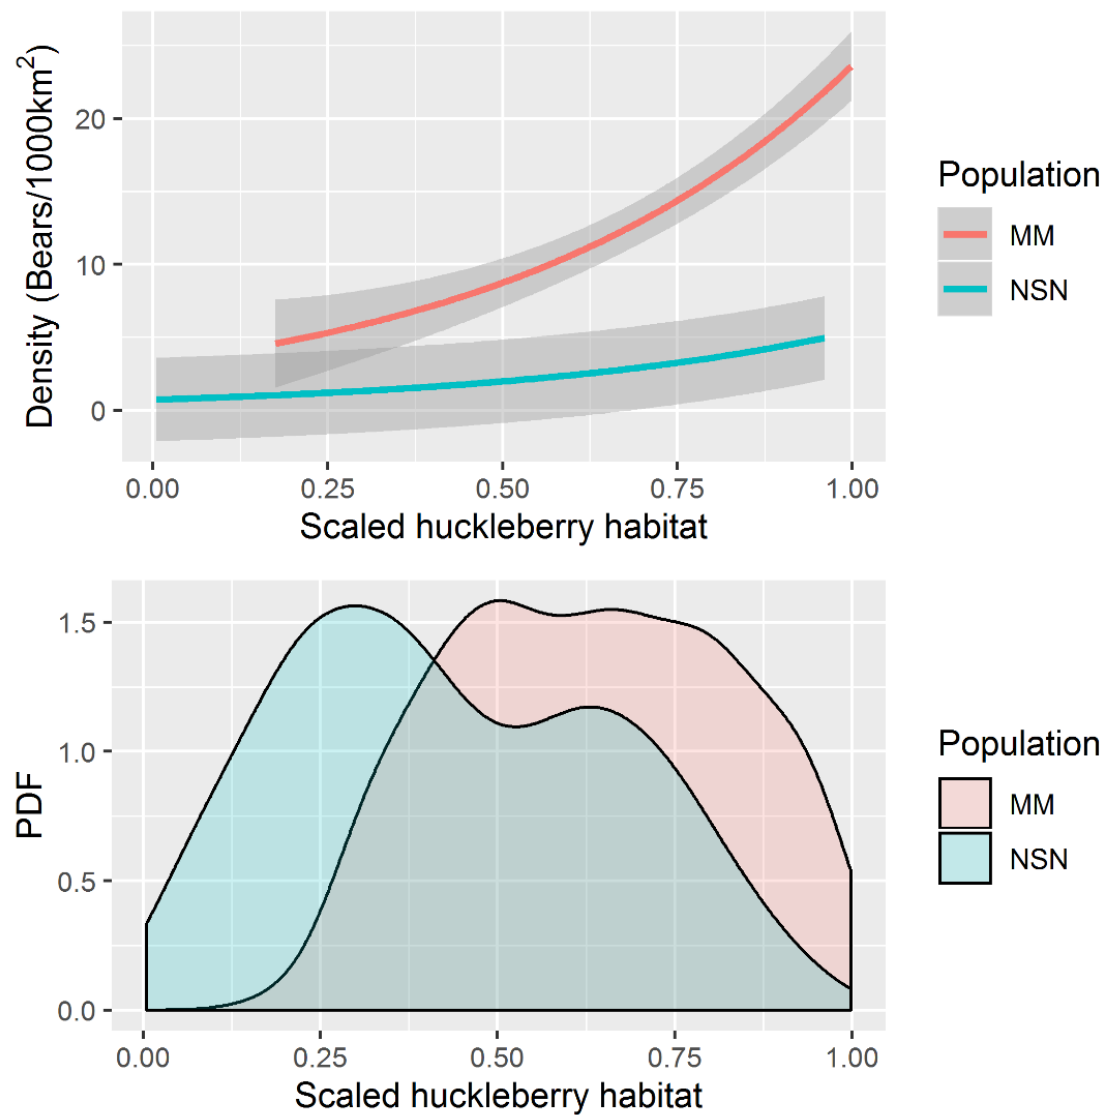 Density (Bears/1000km²)
20
10
0
0.00 0.25 0.50 0.75 1.00
Scaled huckleberry habitat
Population
MM
NSN
PDF
1.5
1.0
0.5
0.0
0.00 0.25 0.50 0.75 1.00
Scaled huckleberry habitat
Population
MM
NSN